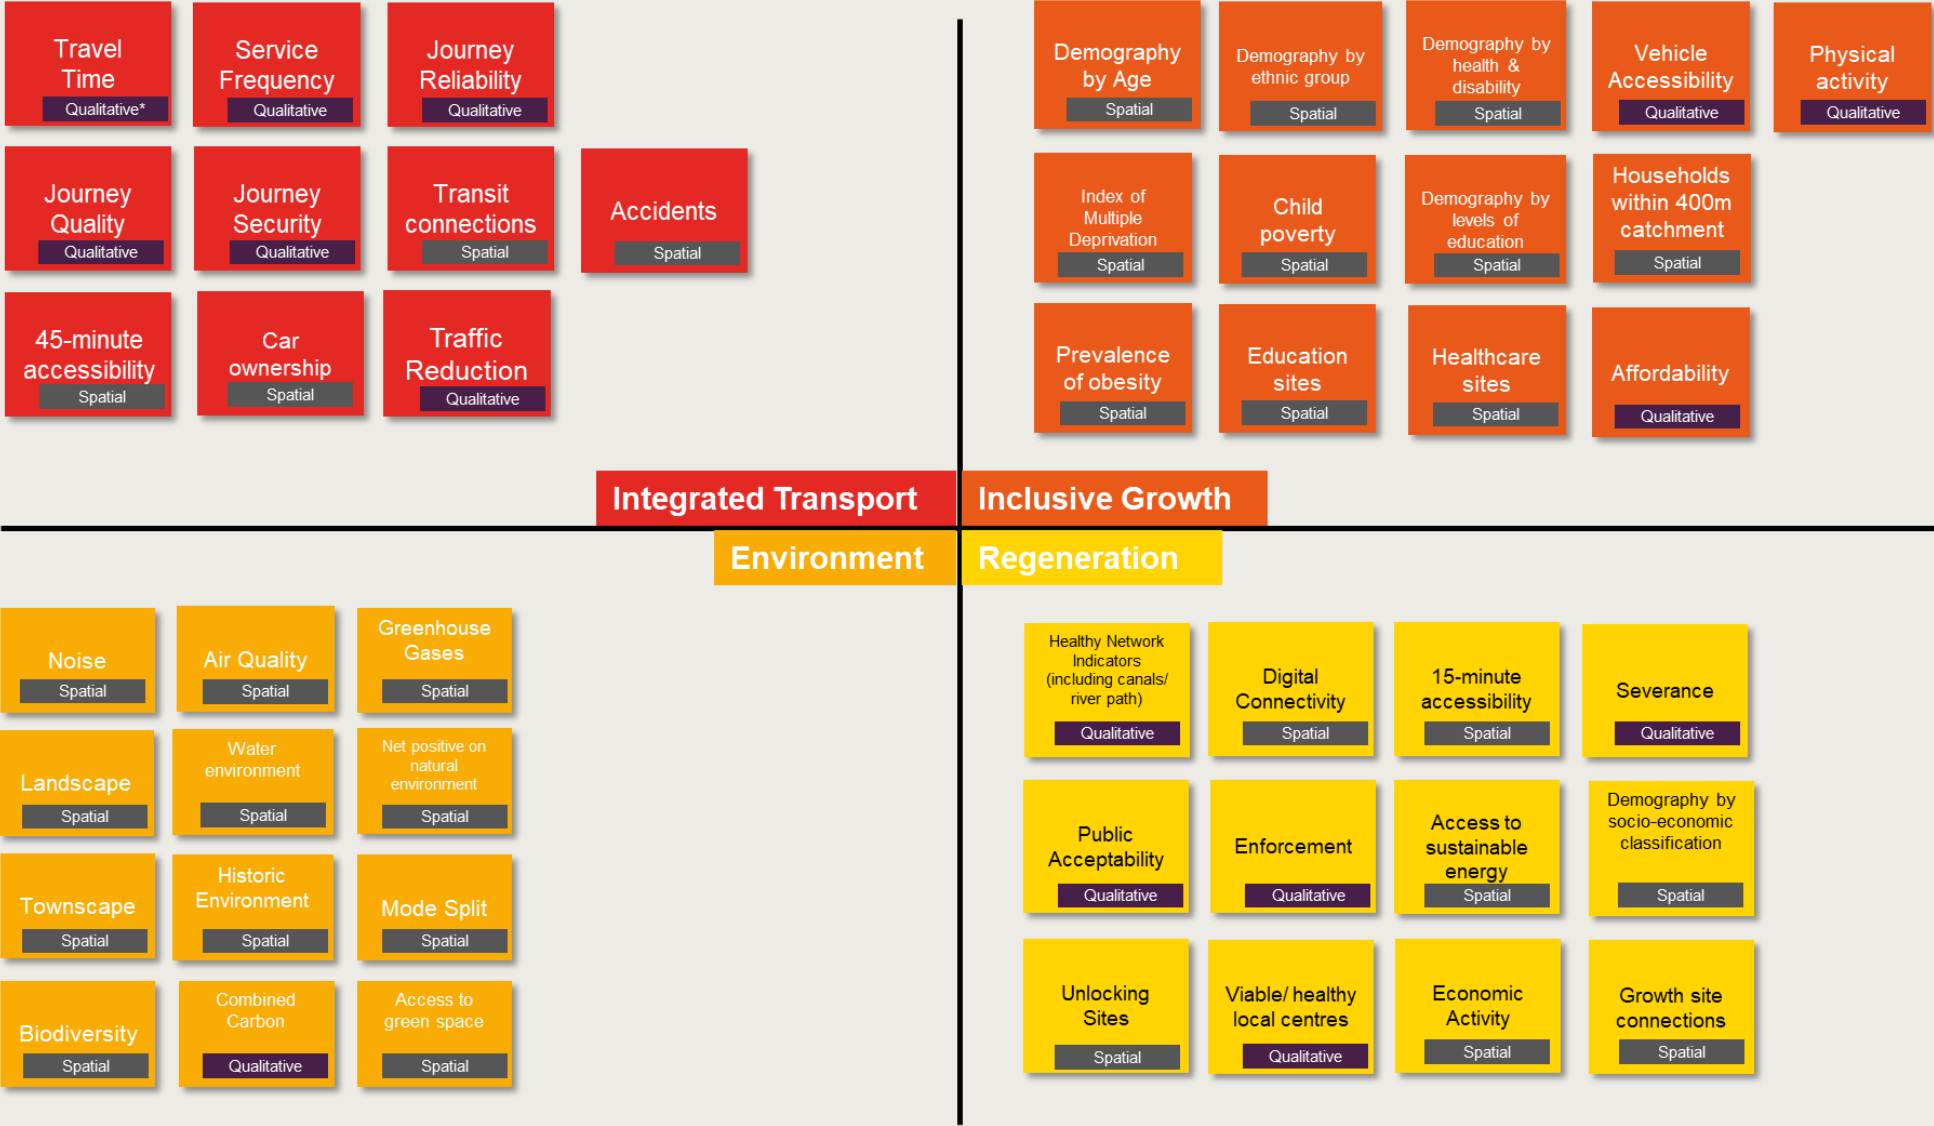 Travel
Time
Qualitative*
Service
Frequency
Qualitative
Journey
Reliability
Qualitative
Journey
Quality
Qualitative
Journey
Security
Qualitative
Transit
connections
Spatial
Accidents
Spatial
45-minute
accessibility
Spatial
Car
ownership
Spatial
Traffic
Reduction
Qualitative
Integrated Transport
Demography
by Age
Spatial
Demography by
ethnic group
Spatial
Demography by
health &
disability
Spatial
Vehicle
Accessibility
Qualitative
Physical
activity
Qualitative
Index of
Multiple
Deprivation
Spatial
Child
poverty
Spatial
Demography by
levels of
education
Spatial
Households
within 400m
catchment
Spatial
Prevalence
of obesity
Spatial
Education
sites
Spatial
Healthcare
sites
Spatial
Affordability
Qualitative
Inclusive Growth
Environment
Noise
Spatial
Air Quality
Spatial
Greenhouse
Gases
Spatial
Landscape
Spatial
Water
environment
Spatial
Net positive on
natural
environment
Spatial
Townscape
Spatial
Historic
Environment
Spatial
Mode Split
Spatial
Biodiversity
Spatial
Combined
Carbon
Qualitative
Access to
green space
Spatial
Regeneration
Healthy Network
Indicators
(including canals/
river path)
Qualitative
Digital
Connectivity
Spatial
15-minute
accessibility
Spatial
Severance
Qualitative
Public
Acceptability
Qualitative
Enforcement
Qualitative
Access to
sustainable
energy
Spatial
Demography by
socio-economic
classification
Spatial
Unlocking
Sites
Spatial
Viable/ healthy
local centres
Qualitative
Economic
Activity
Spatial
Growth site
connections
Spatial